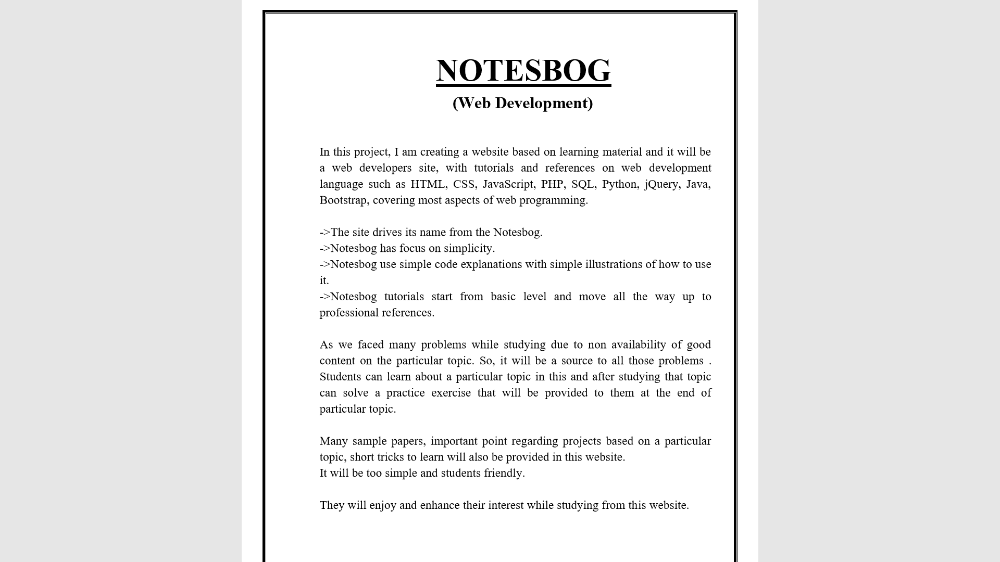 NOTESBOG
(Web Development)
In this project, I am creating a website based on learning material and it will be
a web developers site, with tutorials and references on web development
language such as HTML, CSS, JavaScript, PHP, SQL, Python, jQuery, Java,
Bootstrap, covering most aspects of web programming.
->The site drives its name from the Notesbog.
->Notesbog has focus on simplicity.
->Notesbog use simple code explanations with simple illustrations of how to use
it.
->Notesbog tutorials start from basic level and move all the way up to
professional references.
As we faced many problems while studying due to non availability of good
content on the particular topic. So, it will be a source to all those problems .
Students can learn about a particular topic in this and after studying that topic
can solve a practice exercise that will be provided to them at the end of
particular topic.
Many sample papers, important point regarding projects based on a particular
topic, short tricks to learn will also be provided in this website.
It will be too simple and students friendly.
They will enjoy and enhance their interest while studying from this website.